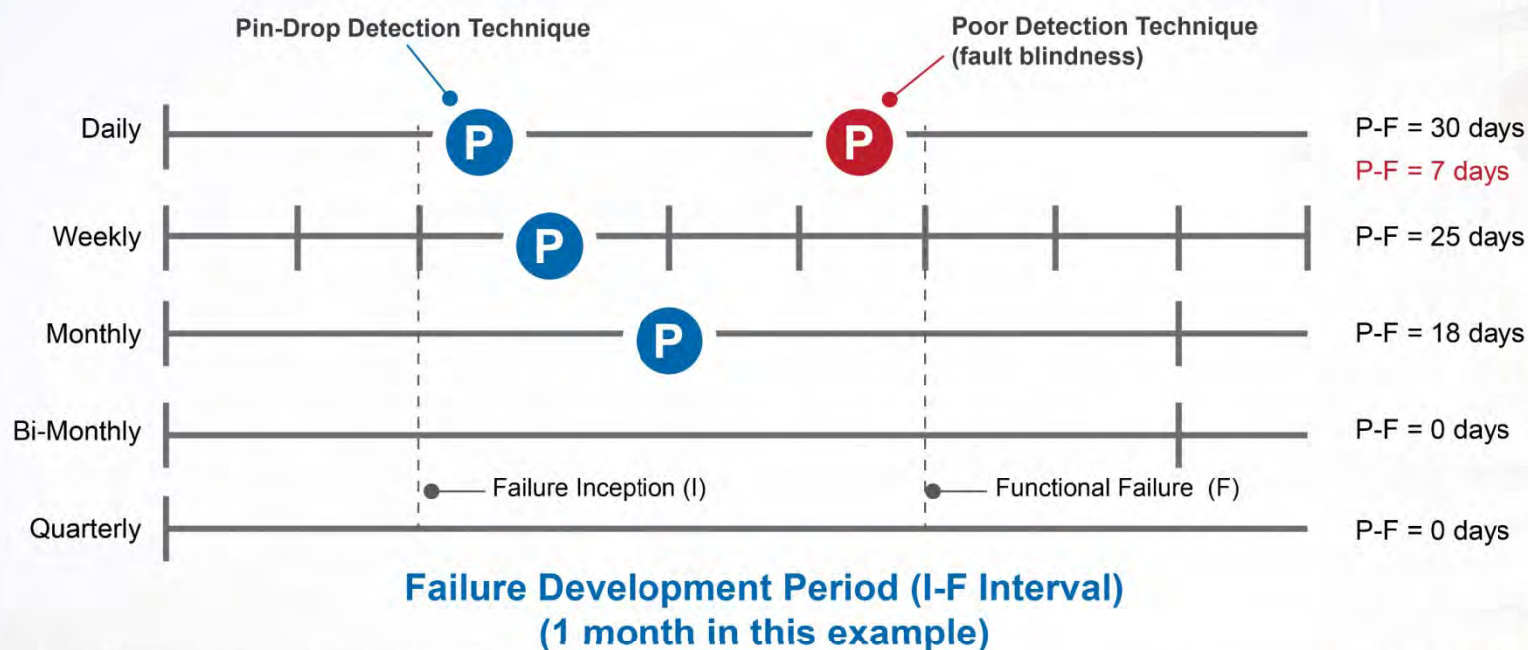 Pin-Drop Detection Technique
Poor Detection Technique
(fault blindness)
Daily
P
P
P-F = 30 days
P-F = 7 days
Weekly
P
P-F = 25 days
Monthly
P
P-F = 18 days
Bi-Monthly
P-F = 0 days
Failure Inception (I)
Functional Failure (F)
Quarterly
P-F = 0 days
Failure Development Period (I-F Interval)
(1 month in this example)